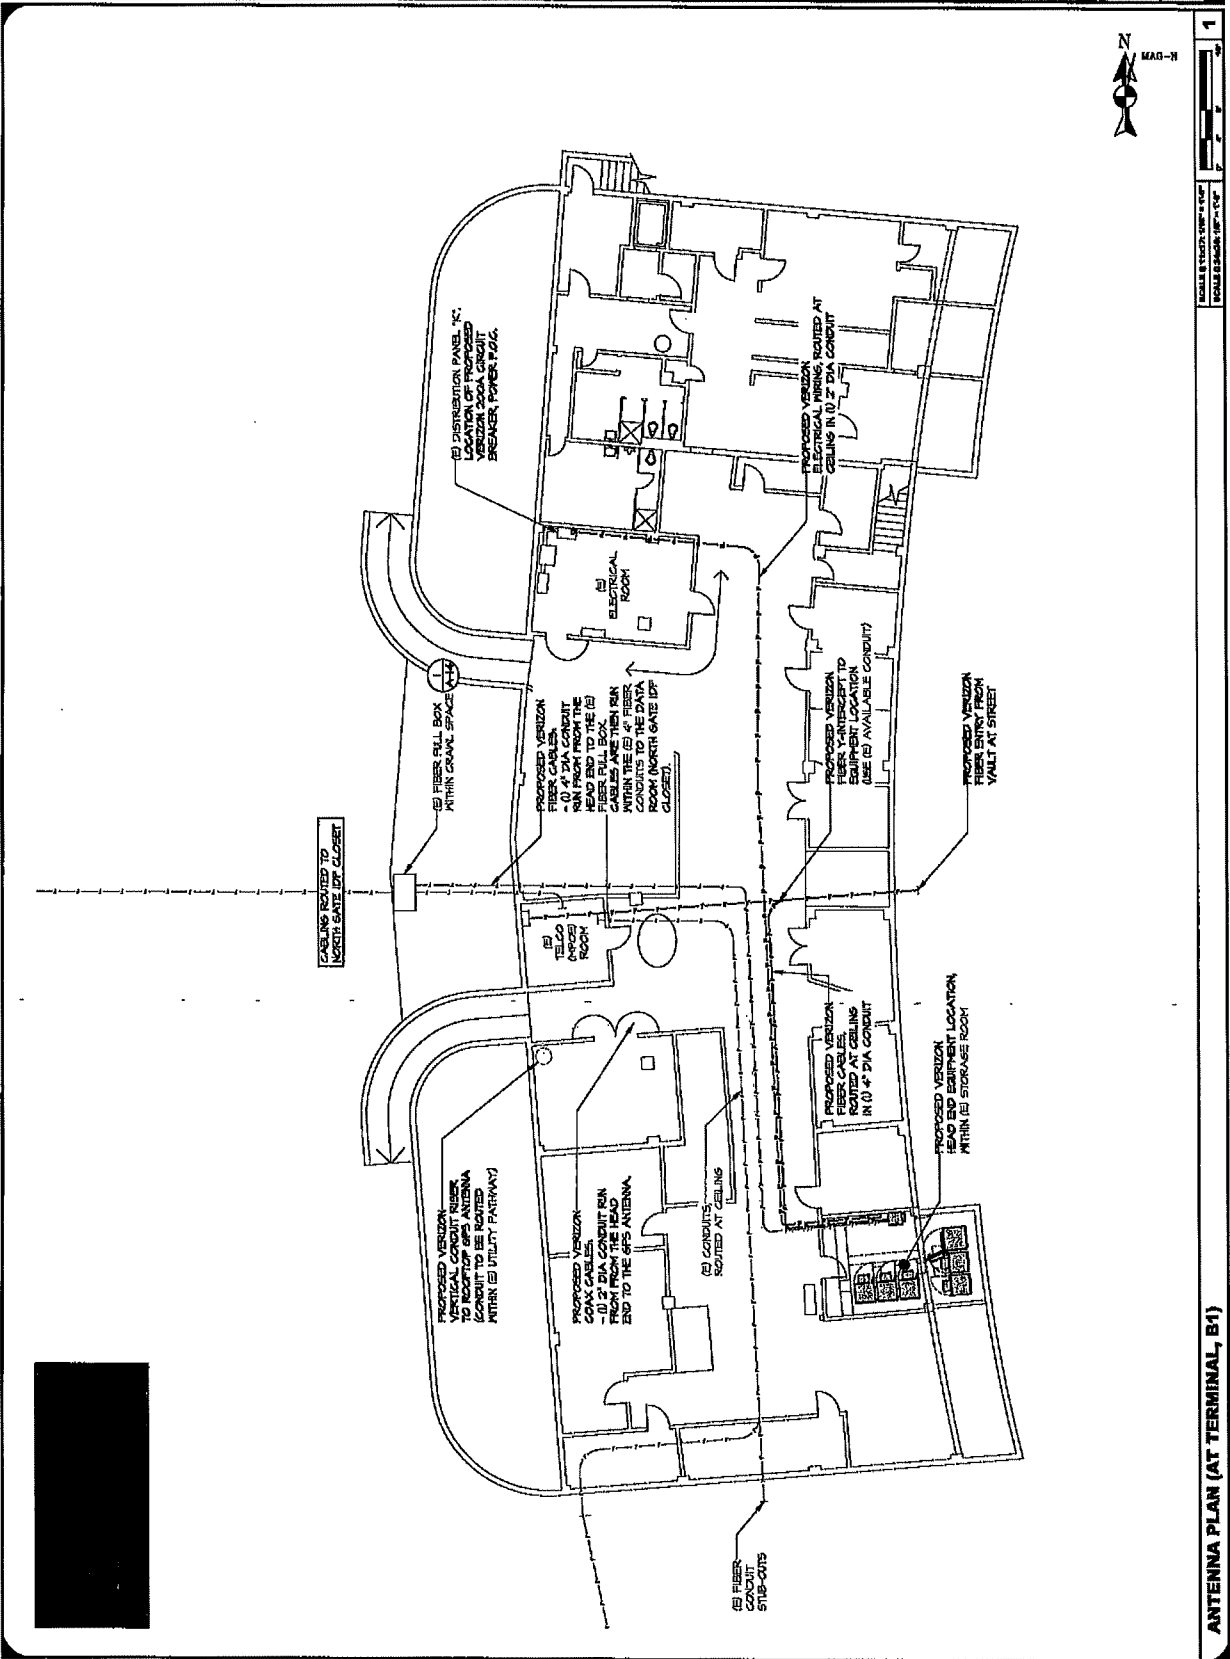 CABLING ROUTED TO
NORTH GATE IDF CLOSET
(E) FIBER PULL BOX
WITHIN CRAWL SPACE
1
A-14
(E) DISTRIBUTION PANEL "K",
LOCATION OF PROPOSED
VERIZON 200A CIRCUIT
BREAKER, POWER P.O.C.
PROPOSED VERIZON
VERTICAL CONDUIT RISER
TO ROOFTOP GPS ANTENNA
(CONDUIT TO BE ROUTED
WITHIN (E) UTILITY PATHWAY)
PROPOSED VERIZON
COAX CABLES.
- (1) 2" DIA CONDUIT RUN
FROM FROM THE HEAD
END TO THE GPS ANTENNA.
(E)
TELCO
(MPOE)
ROOM
PROPOSED VERIZON
FIBER CABLES.
- (1) 4" DIA CONDUIT
RUN FROM FROM THE
HEAD END TO THE (E)
FIBER PULL BOX.
CABLES ARE THEN RUN
WITHIN THE (E) 4" FIBER
CONDUITS TO THE DATA
ROOM (NORTH GATE IDF
CLOSET).
(E)
ELECTRICAL
ROOM
(E) CONDUITS,
ROUTED AT CEILING
PROPOSED VERIZON
ELECTRICAL WIRING, ROUTED AT
CEILING IN (1) 2" DIA CONDUIT
PROPOSED VERIZON
FIBER CABLES,
ROUTED AT CEILING
IN (1) 4" DIA CONDUIT
PROPOSED VERIZON
FIBER Y-INTERCEPT TO
EQUIPMENT LOCATION
(USE (E) AVAILABLE CONDUIT)
(E) FIBER
CONDUIT
STUB-OUTS
PROPOSED VERIZON
HEAD END EQUIPMENT LOCATION,
WITHIN (E) STORAGE ROOM
PROPOSED VERIZON
FIBER ENTRY FROM
VAULT AT STREET
N
K-DAM
ANTENNA PLAN (AT TERMINAL, B1)
1